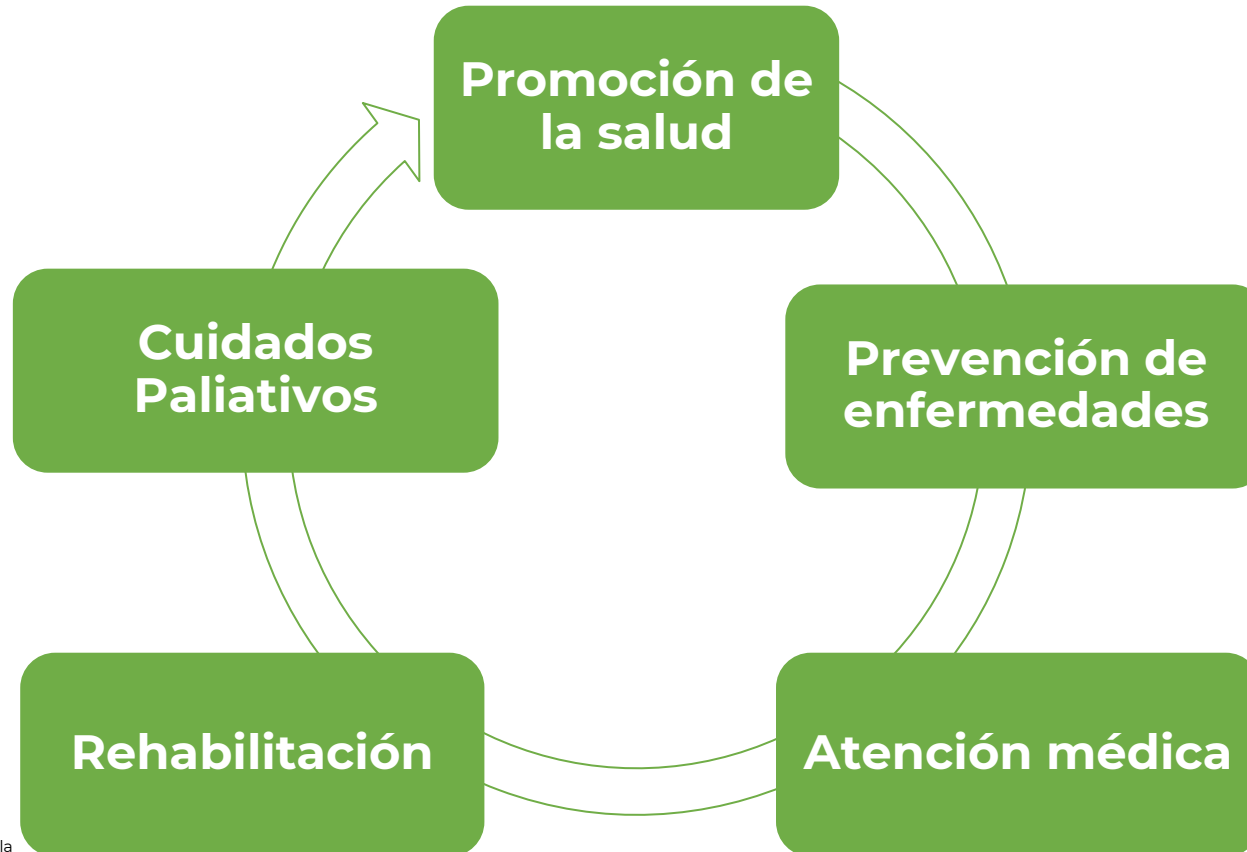 Promoción de
la salud
Prevención de
enfermedades
Atención médica
Rehabilitación
Cuidados
Paliativos
la